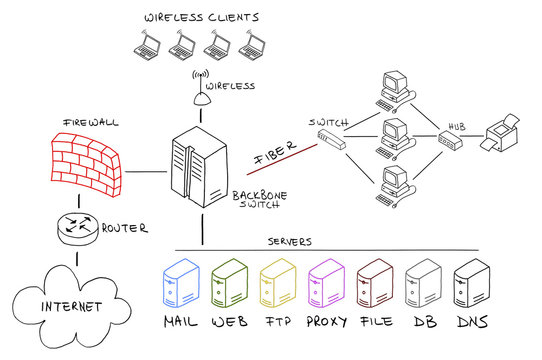 WIRELESS CLIENTS
WIRELESS
FIREWALL
SWITCH
HUB
FIBER
BACKBONE
SWITCH
ROUTER
SERVERS
INTERNET
MAIL WEB FTP PROXY FILE DB DNS